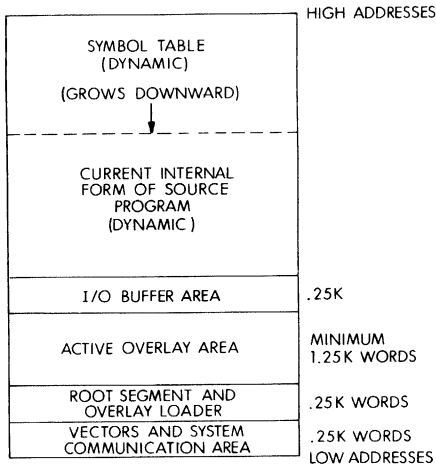 HIGH ADDRESSES
SYMBOL TABLE
(DYNAMIC)
(GROWS DOWNWARD)
CURRENT INTERNAL
FORM OF SOURCE
PROGRAM
(DYNAMIC)
I/O BUFFER AREA
.25K
ACTIVE OVERLAY AREA
MINIMUM
1.25K WORDS
ROOT SEGMENT AND
OVERLAY LOADER
.25K WORDS
VECTORS AND SYSTEM
COMMUNICATION AREA
.25K WORDS
LOW ADDRESSES